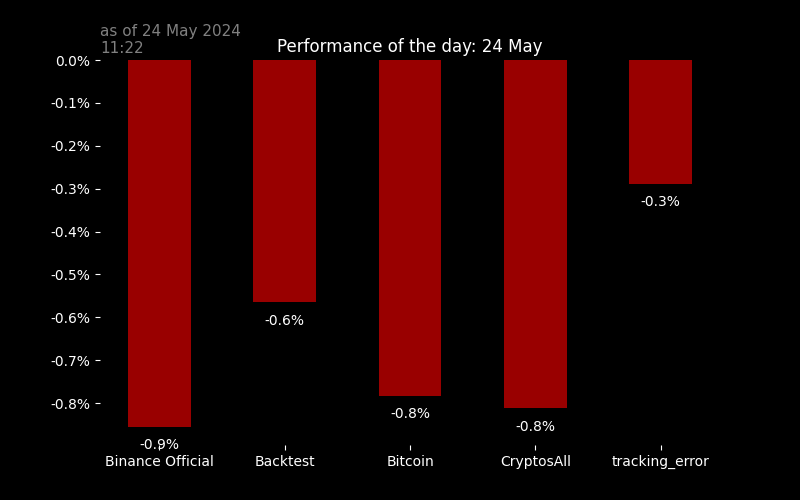 as of 24 May 2024
11:22
Performance of the day: 24 May
0.0%
-0.1%
-0.2%
-0.3%
-0.4%
-0.5%
-0.6%
-0.7%
-0.8%
-0.9%
-0.6%
-0.8%
-0.8%
-0.3%
Binance Official
Backtest
Bitcoin
CryptosAll
tracking_error